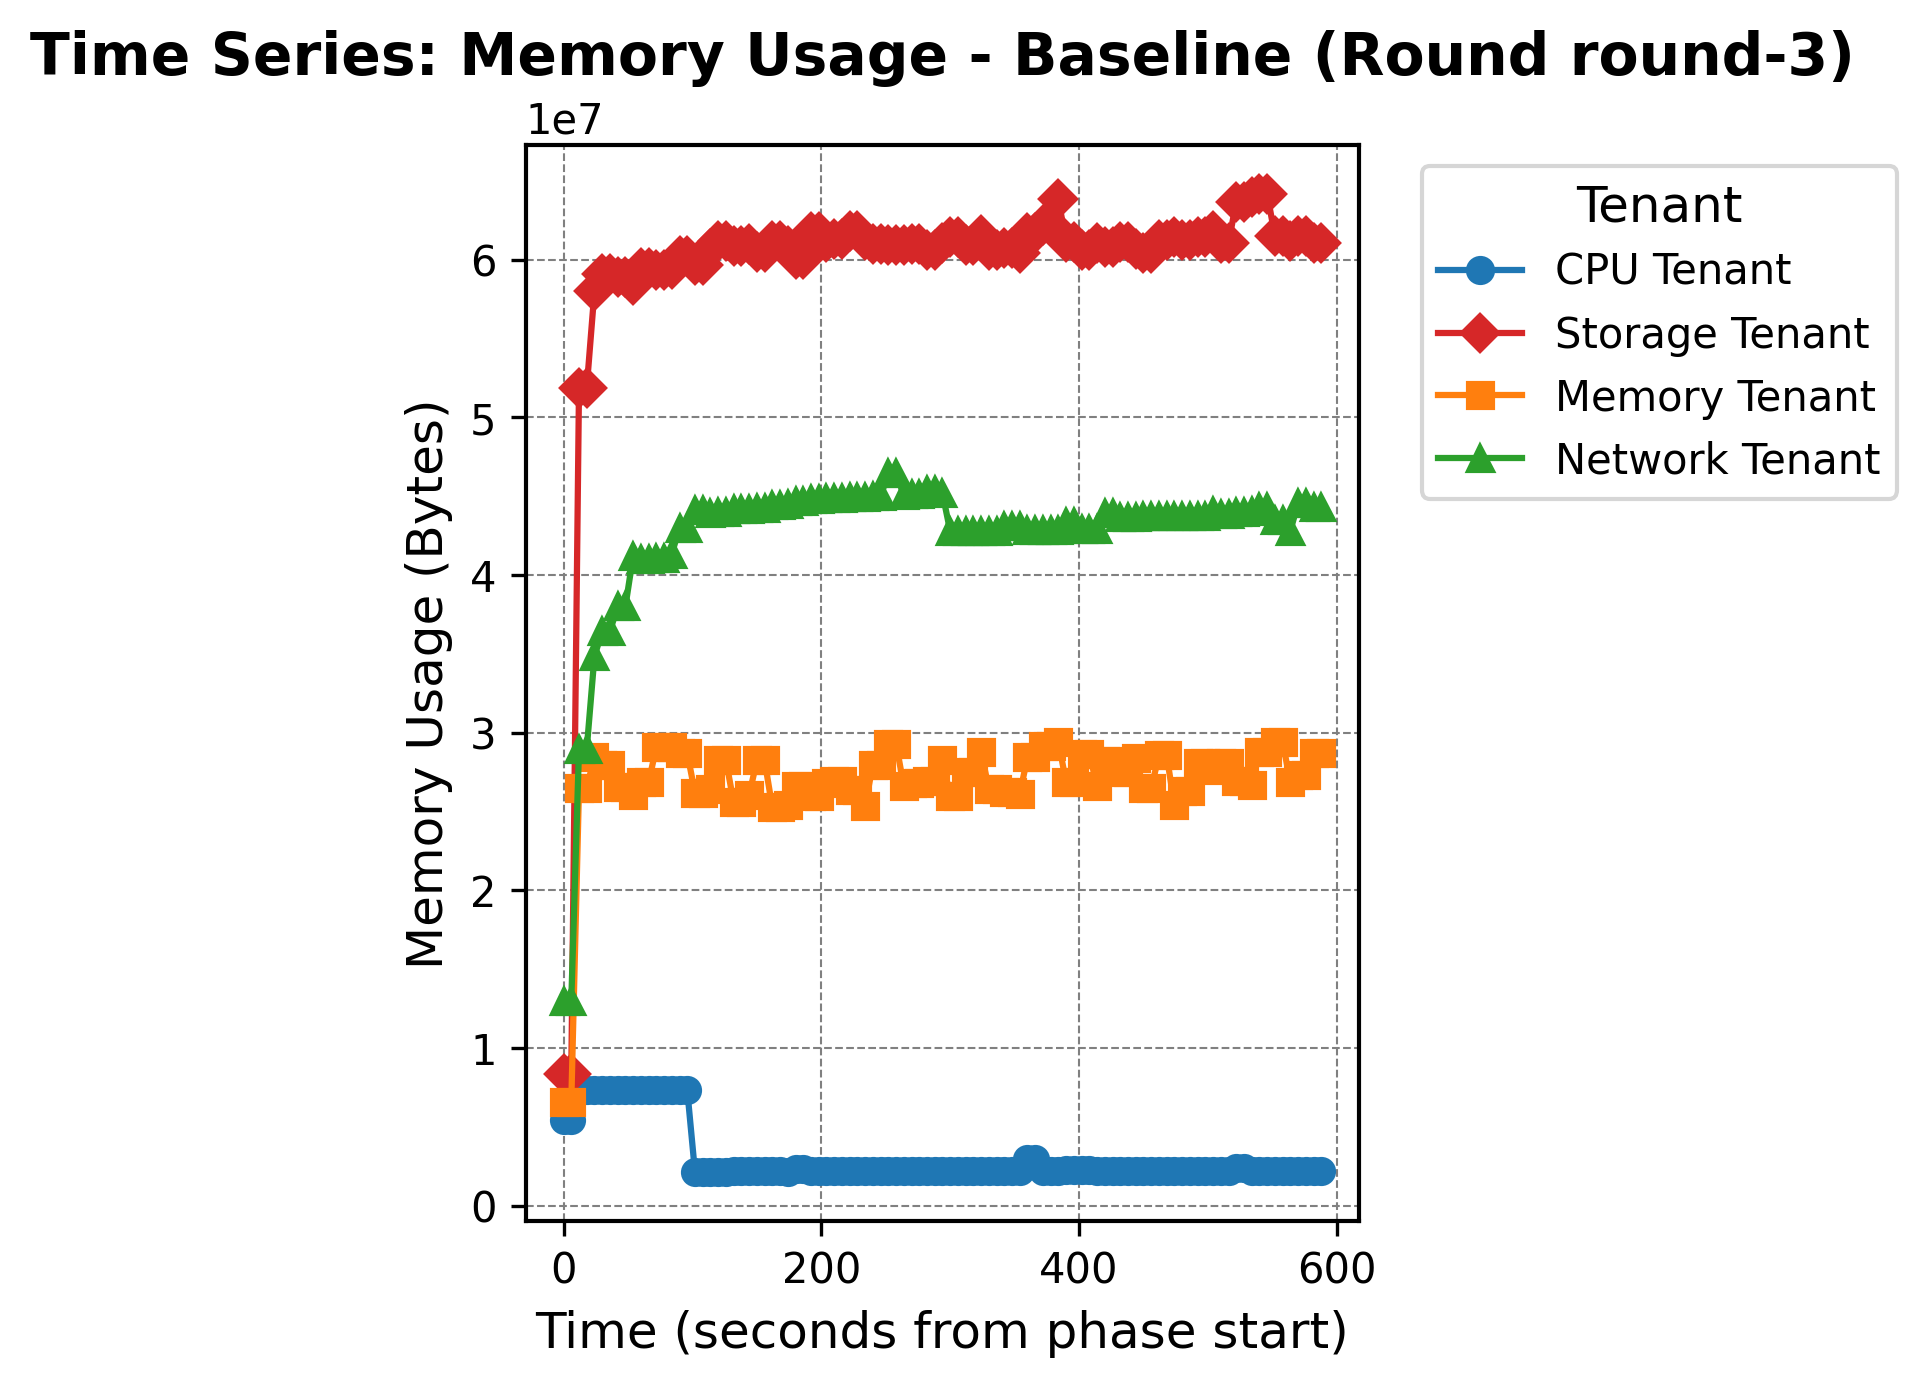 Time Series: Memory Usage - Baseline (Round round-3)
1e7
6
5
4
3
2
1
0
Memory Usage (Bytes)
0 200 400 600
Time (seconds from phase start)
Tenant
CPU Tenant
Storage Tenant
Memory Tenant
Network Tenant